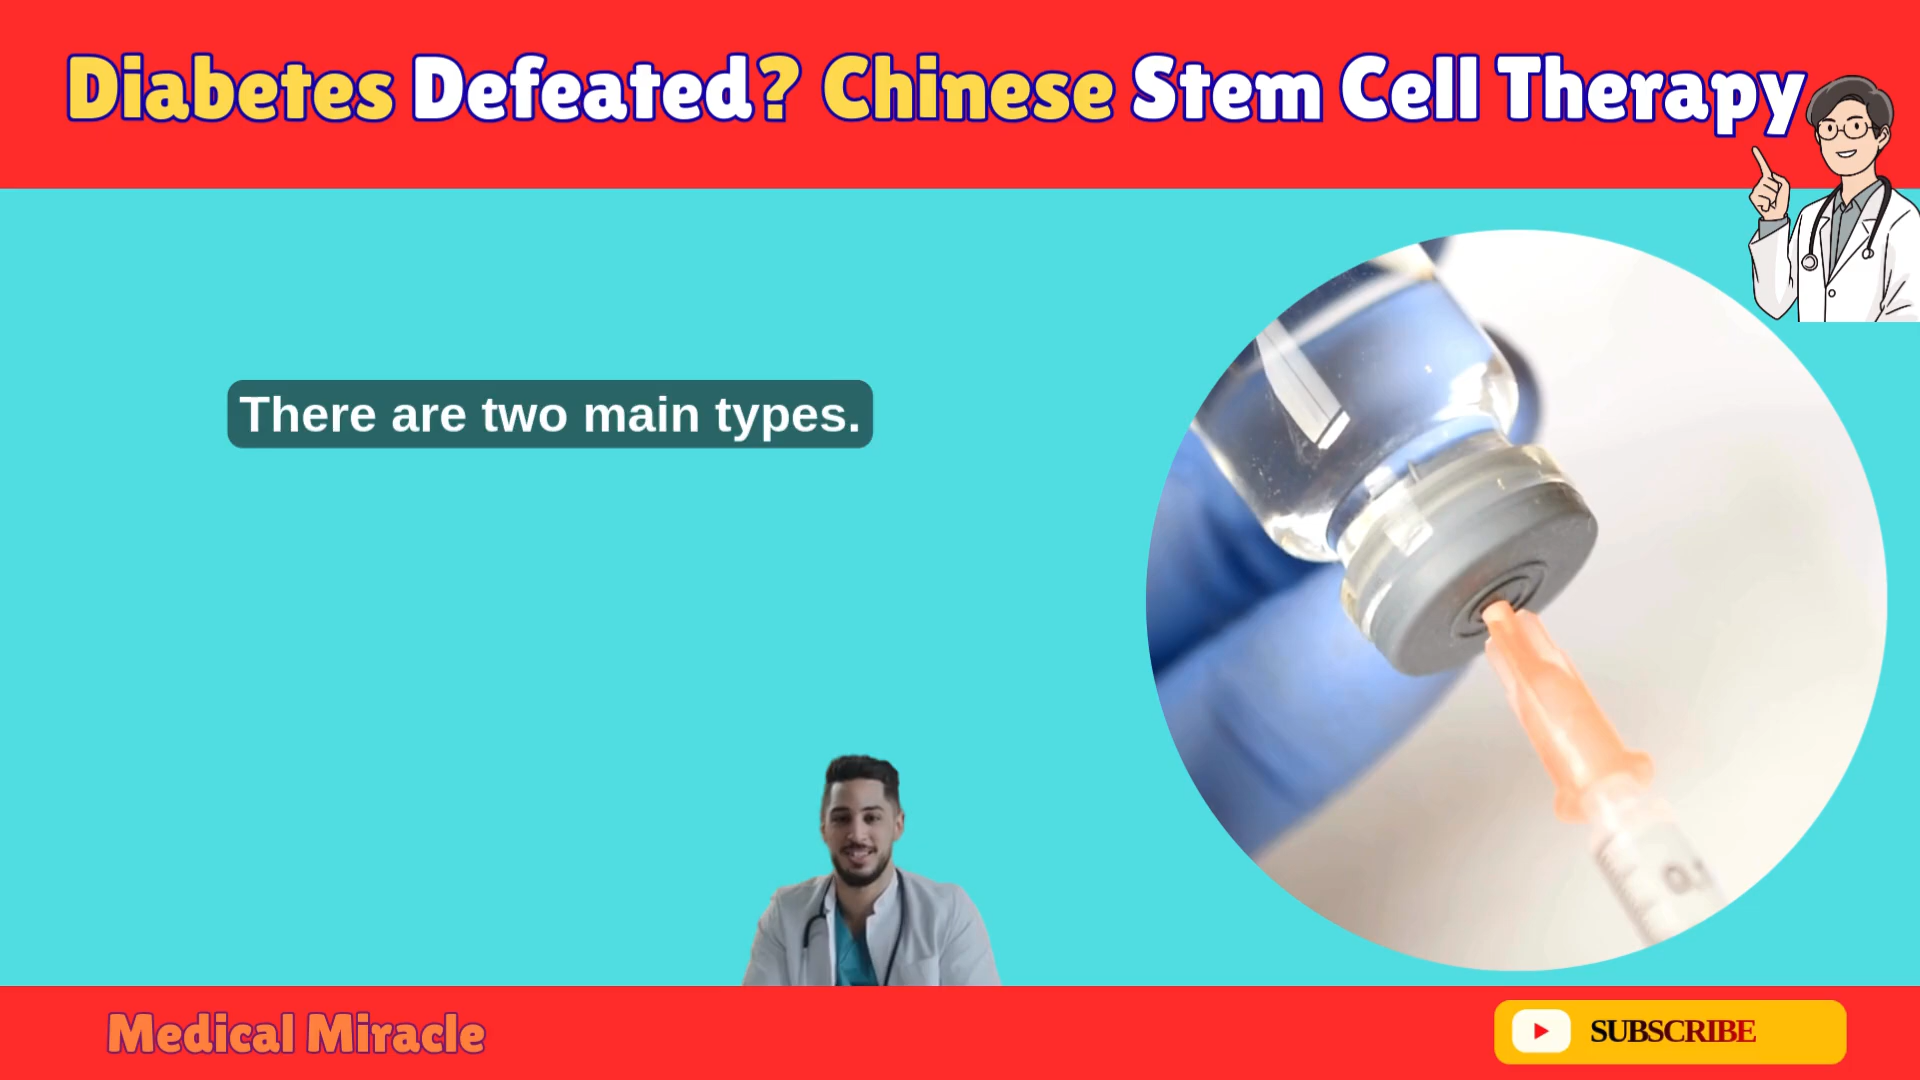 Diabetes Defeated? Chinese Stem Cell Therapy
There are two main types.
Medical Miracle
SUBSCRIBE